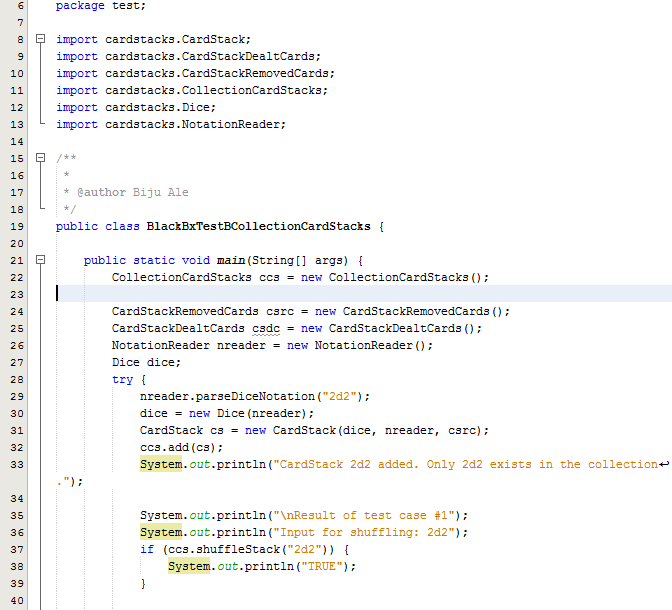 6 package test;
7
8 import cardstacks.CardStack;
9 import cardstacks.CardStackDealtCards;
10 import cardstacks.CardStackRemovedCards;
11 import cardstacks.CollectionCardStacks;
12 import cardstacks.Dice;
13 import cardstacks.NotationReader;
14
15 /**
16 *
17 * @author Biju Ale
18 */
19 public class BlackBxTestBCollectionCardStacks {
20
21 public static void main(String[] args) {
22 CollectionCardStacks ccs = new CollectionCardStacks();
23
24 CardStackRemovedCards csrc = new CardStackRemovedCards();
25 CardStackDealtCards csdc = new CardStackDealtCards();
26 NotationReader nreader = new NotationReader();
27 Dice dice;
28 try {
29 nreader.parseDiceNotation("2d2");
30 dice = new Dice(nreader);
31 CardStack cs = new CardStack(dice, nreader, csrc);
32 ccs.add(cs);
33 System.out.println("CardStack 2d2 added. Only 2d2 exists in the collection↩
.");
34
35 System.out.println("\nResult of test case #1");
36 System.out.println("Input for shuffling: 2d2");
37 if (ccs.shuffleStack("2d2")) {
38 System.out.println("TRUE");
39 }
40